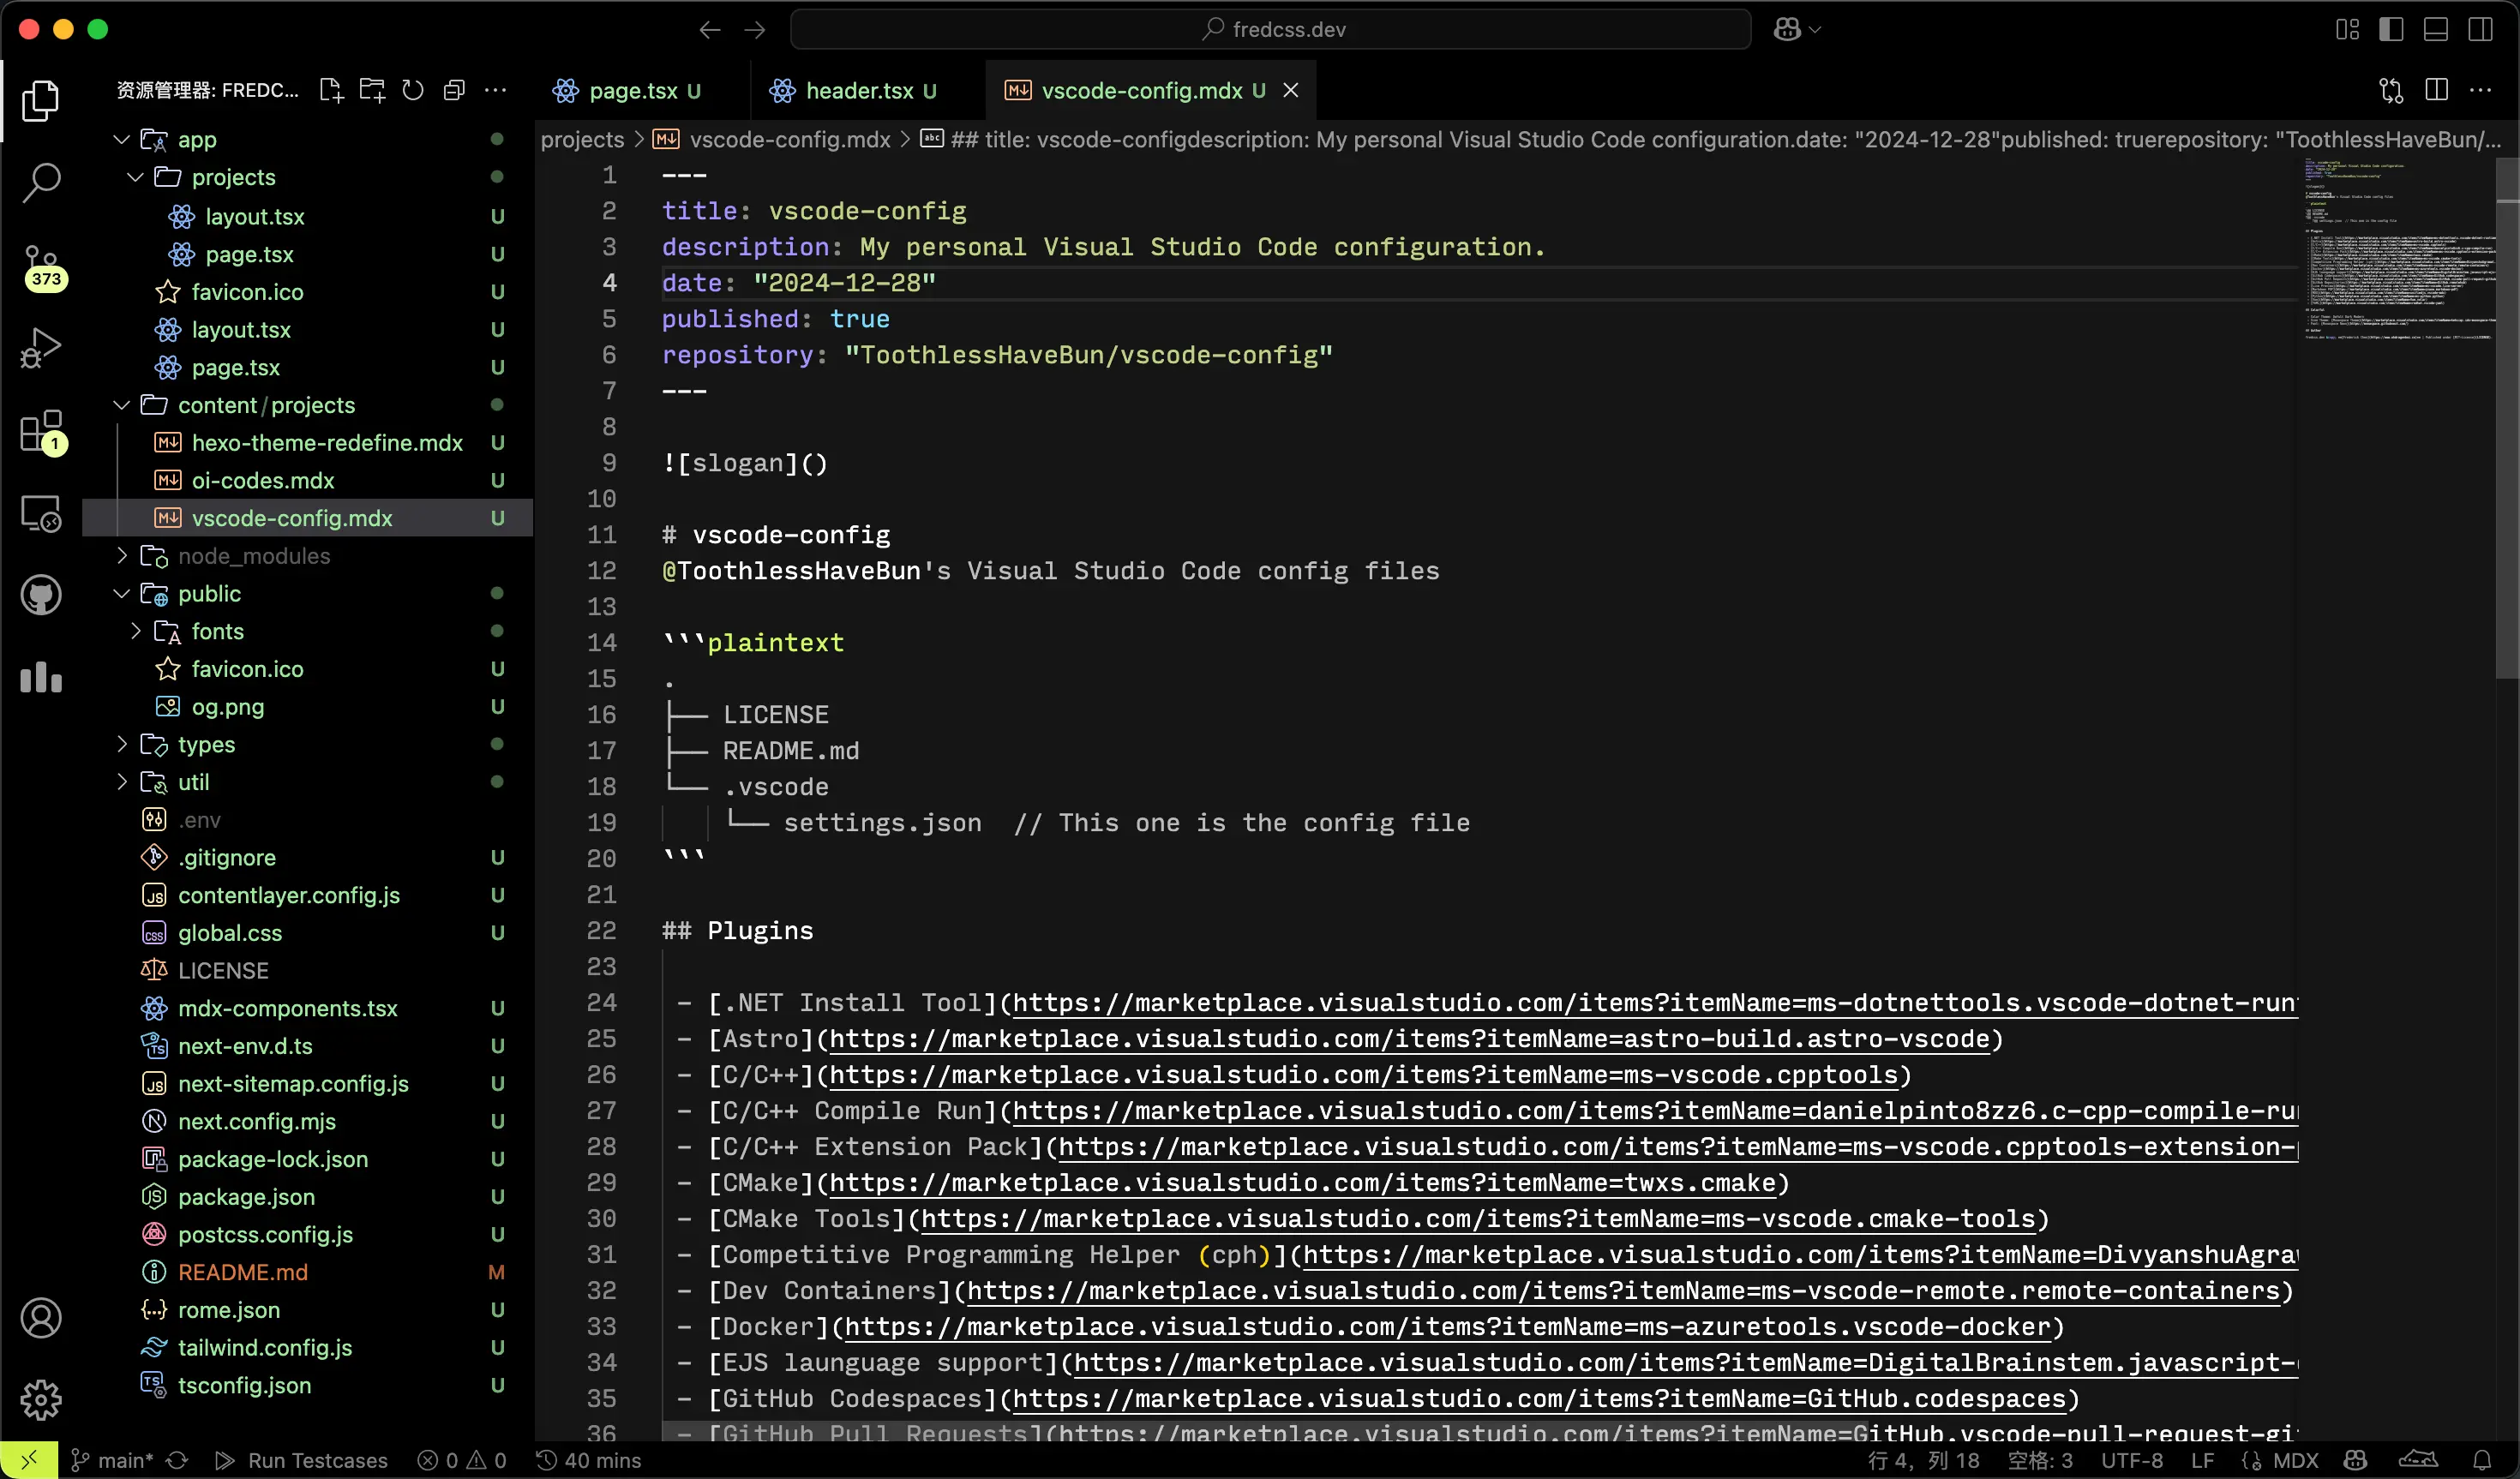 fredcss.dev
资源管理器: FREDC...
page.tsx U
header.tsx U
vscode-config.mdx U
projects > vscode-config.mdx > ## title: vscode-configdescription: My personal Visual Studio Code configuration.date: "2024-12-28"published: truerepository: "ToothlessHaveBun/...
373
1
app
projects
layout.tsx U
page.tsx U
favicon.ico U
layout.tsx U
page.tsx U
content/projects
hexo-theme-redefine.mdx U
oi-codes.mdx U
vscode-config.mdx U
node_modules
public
fonts
favicon.ico U
og.png U
types
util
.env
.gitignore U
contentlayer.config.js U
global.css U
LICENSE
mdx-components.tsx U
next-env.d.ts U
next-sitemap.config.js U
next.config.mjs U
package-lock.json U
package.json U
postcss.config.js U
README.md M
rome.json U
tailwind.config.js U
tsconfig.json U
1 ---
2 title: vscode-config
3 description: My personal Visual Studio Code configuration.
4 date: "2024-12-28"
5 published: true
6 repository: "ToothlessHaveBun/vscode-config"
7 ---
8
9 ![slogan]()
10
11 # vscode-config
12 @ToothlessHaveBun's Visual Studio Code config files
13
14 ```plaintext
15 .
16 ├── LICENSE
17 ├── README.md
18 └── .vscode
19     └── settings.json  // This one is the config file
20 ```
21
22 ## Plugins
23
24 - [.NET Install Tool](https://marketplace.visualstudio.com/items?itemName=ms-dotnettools.vscode-dotnet-run
25 - [Astro](https://marketplace.visualstudio.com/items?itemName=astro-build.astro-vscode)
26 - [C/C++](https://marketplace.visualstudio.com/items?itemName=ms-vscode.cpptools)
27 - [C/C++ Compile Run](https://marketplace.visualstudio.com/items?itemName=danielpinto8zz6.c-cpp-compile-ru
28 - [C/C++ Extension Pack](https://marketplace.visualstudio.com/items?itemName=ms-vscode.cpptools-extension-
29 - [CMake](https://marketplace.visualstudio.com/items?itemName=twxs.cmake)
30 - [CMake Tools](https://marketplace.visualstudio.com/items?itemName=ms-vscode.cmake-tools)
31 - [Competitive Programming Helper (cph)](https://marketplace.visualstudio.com/items?itemName=DivyanshuAgra
32 - [Dev Containers](https://marketplace.visualstudio.com/items?itemName=ms-vscode-remote.remote-containers)
33 - [Docker](https://marketplace.visualstudio.com/items?itemName=ms-azuretools.vscode-docker)
34 - [EJS launguage support](https://marketplace.visualstudio.com/items?itemName=DigitalBrainstem.javascript-
35 - [GitHub Codespaces](https://marketplace.visualstudio.com/items?itemName=GitHub.codespaces)
36 - [GitHub Pull Requests](https://marketplace.visualstudio.com/items?itemName=GitHub.vscode-pull-request-gi
main* Run Testcases 0 0 40 mins 行 4, 列 18 空格: 3 UTF-8 LF MDX